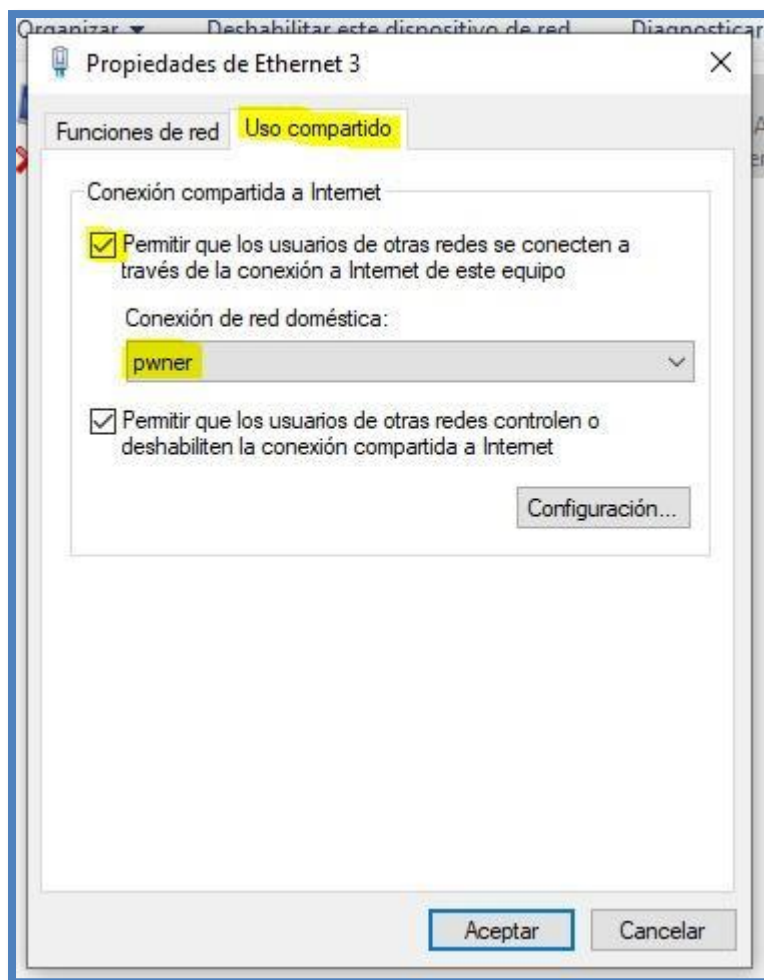 Organizar Deshabilitar este dispositivo de red Diagnosticar
Propiedades de Ethernet 3
Funciones de red Uso compartido
Conexión compartida a Internet
Permitir que los usuarios de otras redes se conecten a
través de la conexión a Internet de este equipo
Conexión de red doméstica:
pwner
Permitir que los usuarios de otras redes controlen o
deshabiliten la conexión compartida a Internet
Configuración...
Aceptar Cancelar